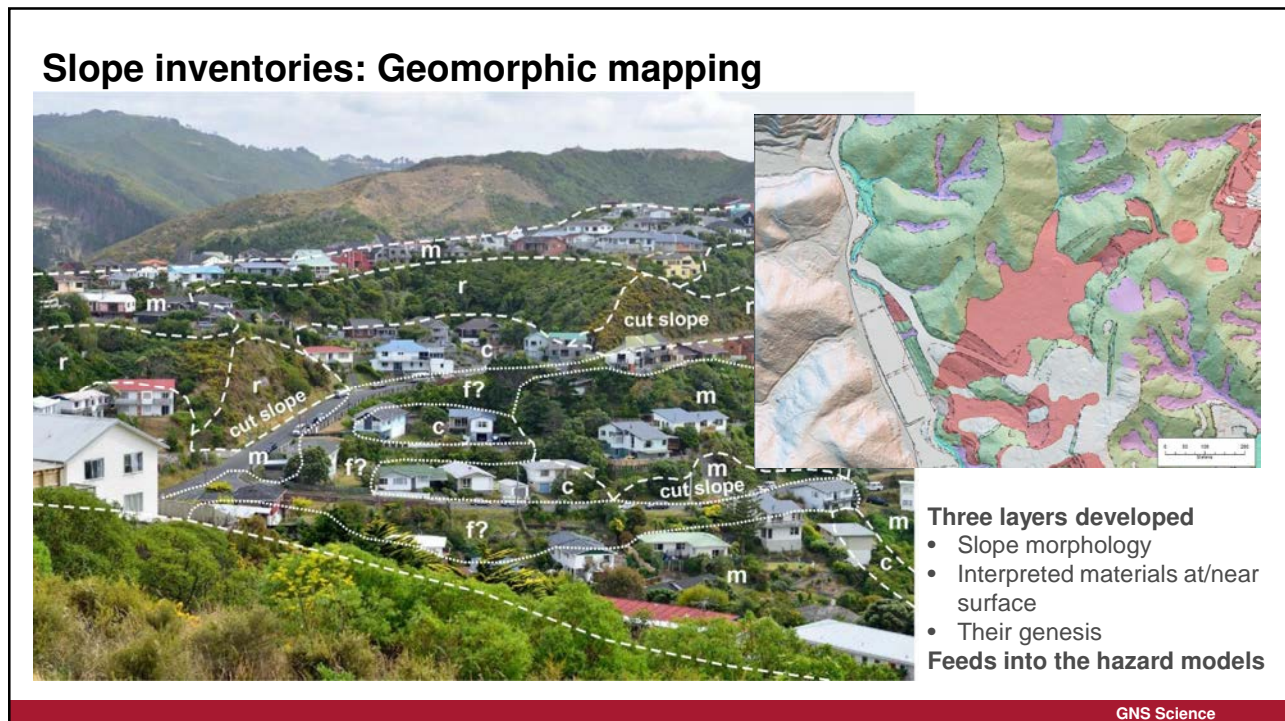 Slope inventories: Geomorphic mapping
m
m
r
r
cut slope
r
r
c
cut slope
f?
m
c
m
f?
m
cut slope
c
f?
m
c
m
Three layers developed
• Slope morphology
• Interpreted materials at/near
surface
• Their genesis
Feeds into the hazard models
GNS Science